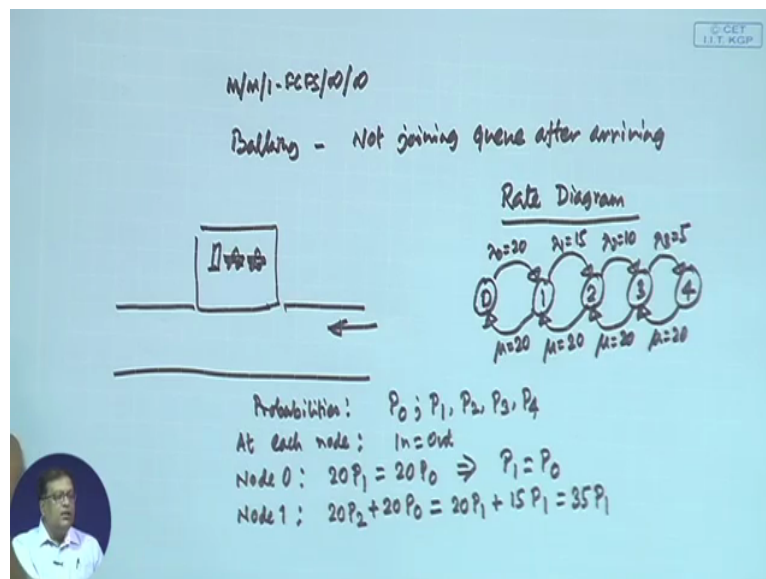 © CET
I.I.T. KGP
M/M/1-FCFS/∞/∞
Balking - Not joining queue after arriving
Rate Diagram
λ₀=20 λ₁=15 λ₂=10 λ₃=5
0 1 2 3 4
μ=20 μ=20 μ=20 μ=20
Probabilities: P₀; P₁, P₂, P₃, P₄
At each node: In=Out
Node 0: 20P₁ = 20P₀ ⇒ P₁ = P₀
Node 1: 20P₂ + 20P₀ = 20P₁ + 15P₁ = 35P₁